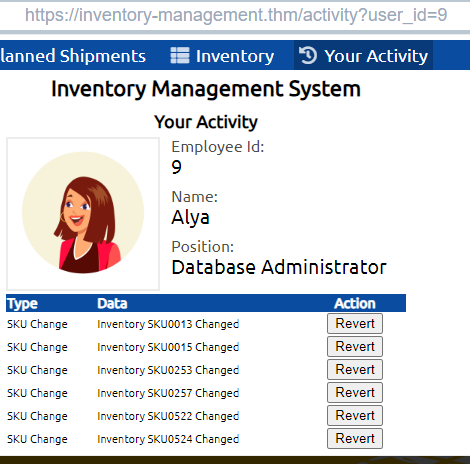 https://inventory-management.thm/activity?user_id=9
lanned Shipments Inventory Your Activity
Inventory Management System
Your Activity
Employee Id:
9
Name:
Alya
Position:
Database Administrator
Type Data Action
SKU Change Inventory SKU0013 Changed Revert
SKU Change Inventory SKU0015 Changed Revert
SKU Change Inventory SKU0253 Changed Revert
SKU Change Inventory SKU0257 Changed Revert
SKU Change Inventory SKU0522 Changed Revert
SKU Change Inventory SKU0524 Changed Revert